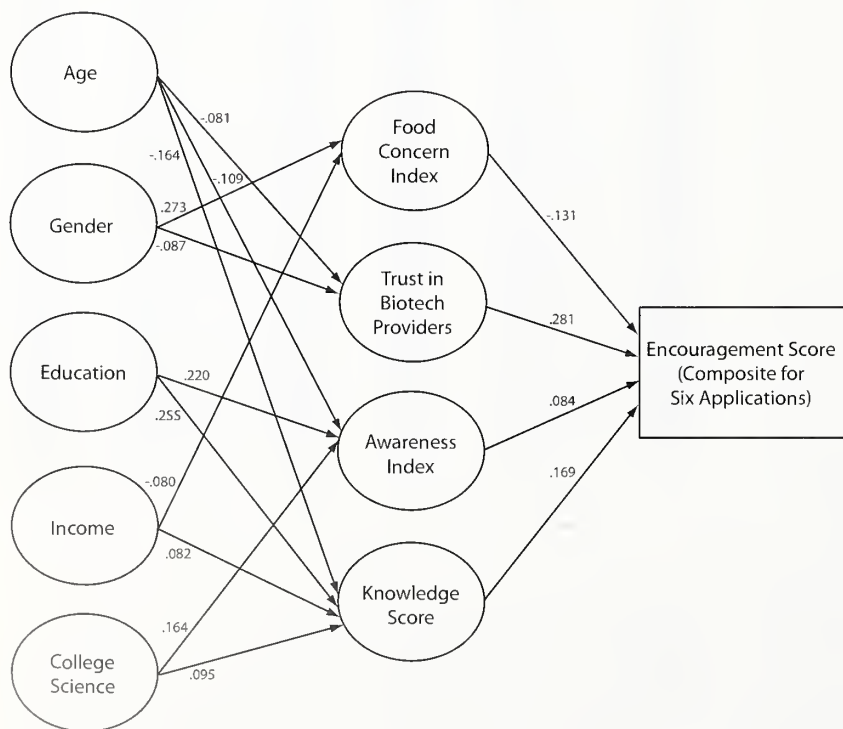 Age
Gender
Education
Income
College
Science
-.081
-.164
-.109
.273
-.087
.220
.255
-.080
.082
.164
.095
Food
Concern
Index
Trust in
Biotech
Providers
Awareness
Index
Knowledge
Score
-.131
.281
.084
.169
Encouragement Score
(Composite for
Six Applications)